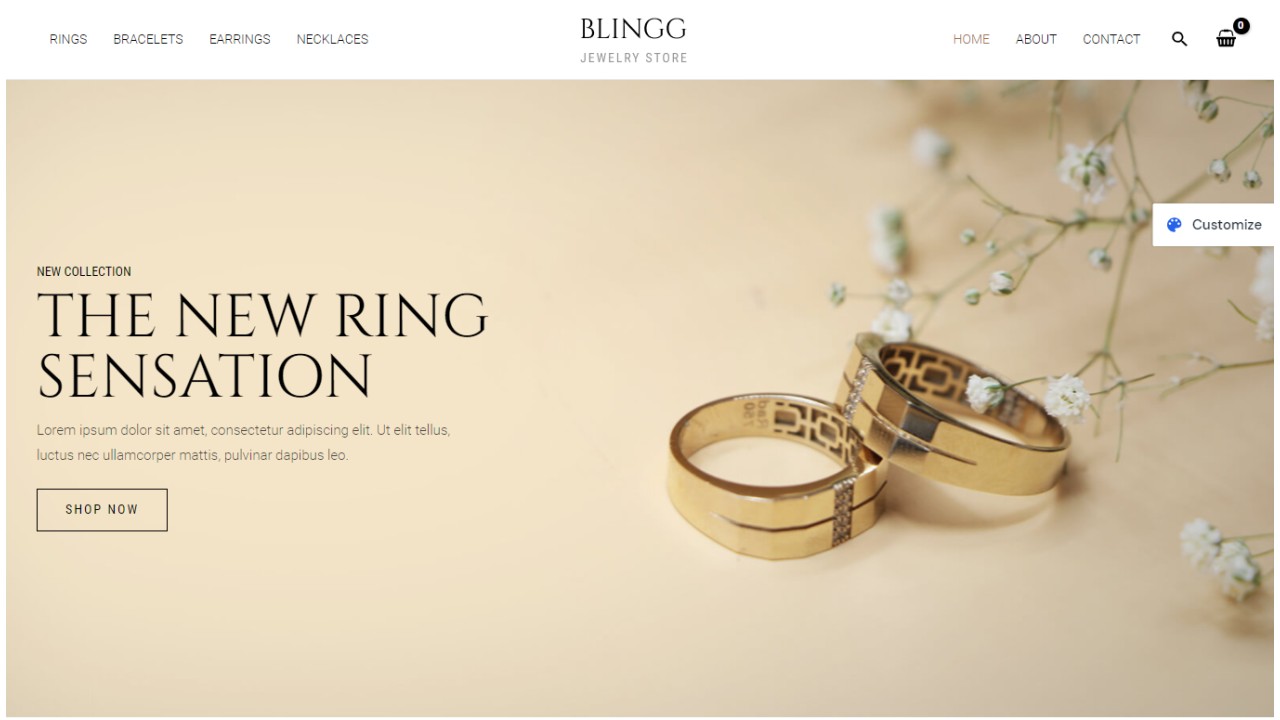 RINGS BRACELETS EARRINGS NECKLACES
BLINGG
JEWELRY STORE
HOME ABOUT CONTACT
0
Customize
NEW COLLECTION
THE NEW RING
SENSATION
Lorem ipsum dolor sit amet, consectetur adipiscing elit. Ut elit tellus,
luctus nec ullamcorper mattis, pulvinar dapibus leo.
SHOP NOW